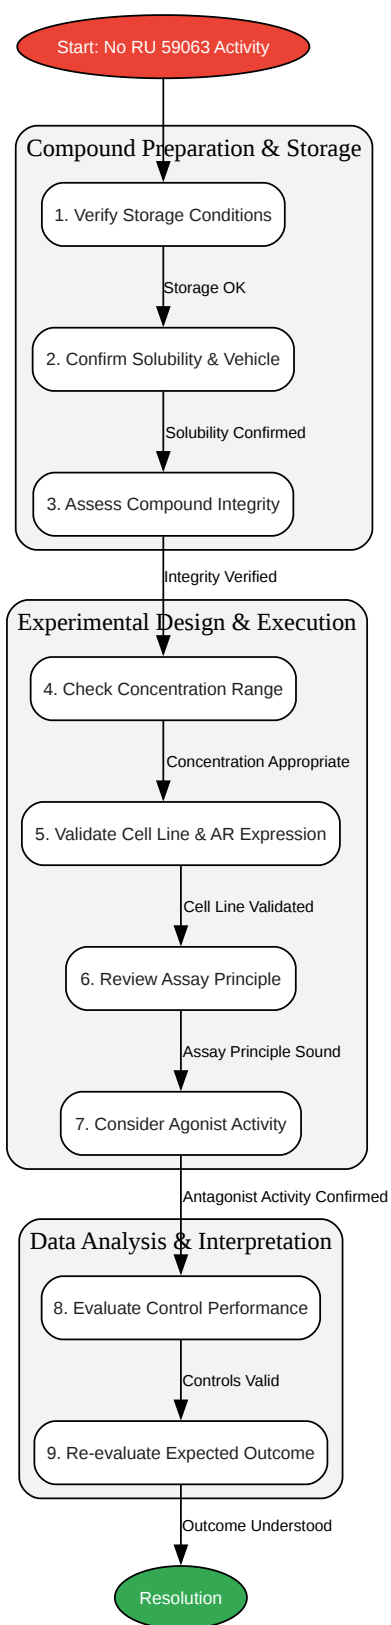 Start: No RU 59063 Activity
Compound Preparation & Storage
1. Verify Storage Conditions
Storage OK
2. Confirm Solubility & Vehicle
Solubility Confirmed
3. Assess Compound Integrity
Integrity Verified
Experimental Design & Execution
4. Check Concentration Range
Concentration Appropriate
5. Validate Cell Line & AR Expression
Cell Line Validated
6. Review Assay Principle
Assay Principle Sound
7. Consider Agonist Activity
Antagonist Activity Confirmed
Data Analysis & Interpretation
8. Evaluate Control Performance
Controls Valid
9. Re-evaluate Expected Outcome
Outcome Understood
Resolution